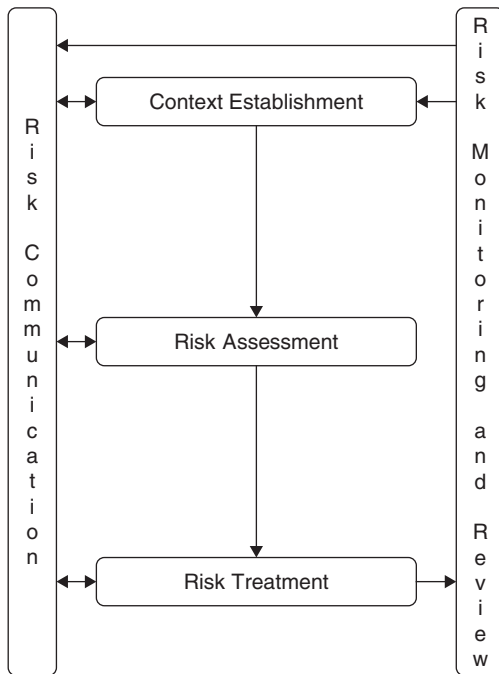 Risk Communication
Context Establishment
Risk Assessment
Risk Treatment
Risk Monitoring and Review